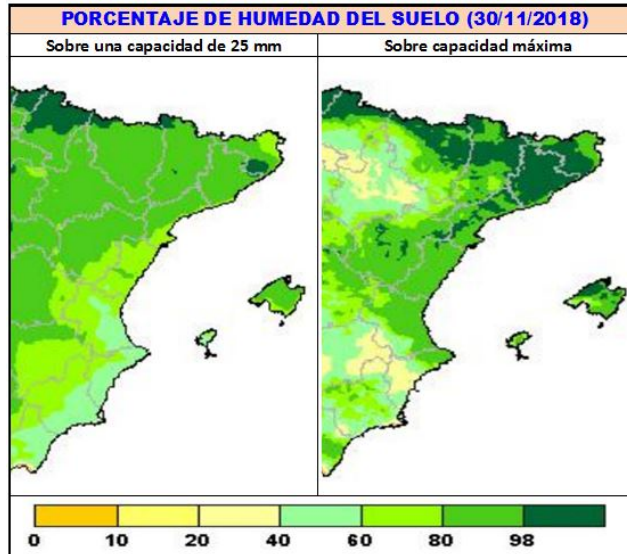 PORCENTAJE DE HUMEDAD DEL SUELO (30/11/2018)
Sobre una capacidad de 25 mm
Sobre capacidad máxima
0 10 20 40 60 80 98